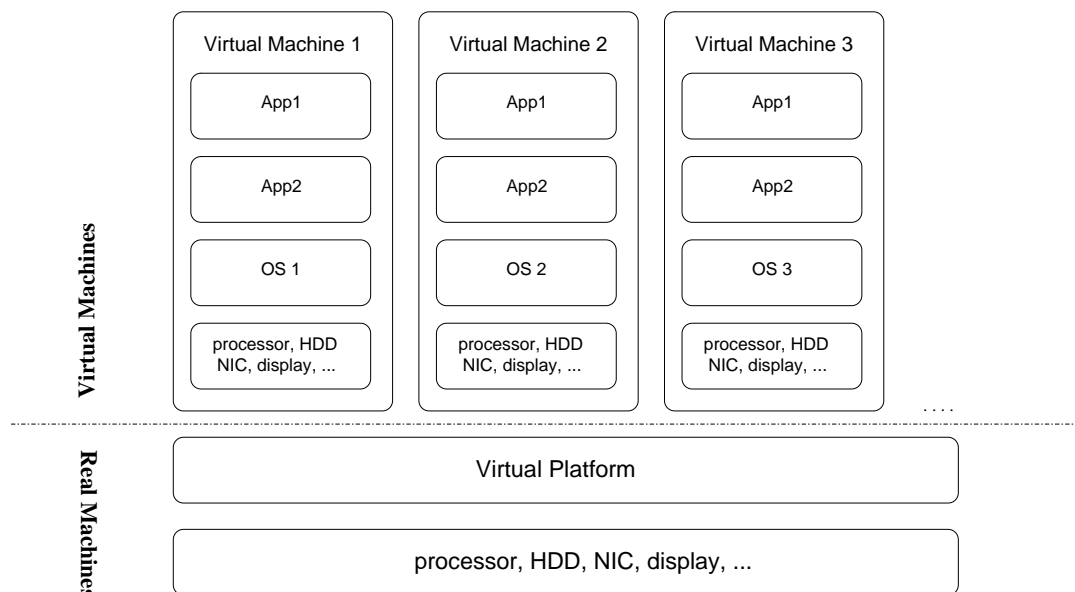 Virtual Machine 1
App1
App2
OS 1
processor, HDD
NIC, display, ...
Virtual Machine 2
App1
App2
OS 2
processor, HDD
NIC, display, ...
Virtual Machine 3
App1
App2
OS 3
processor, HDD
NIC, display, ...
. . . .
Virtual Machines
Real Machines
Virtual Platform
processor, HDD, NIC, display, ...